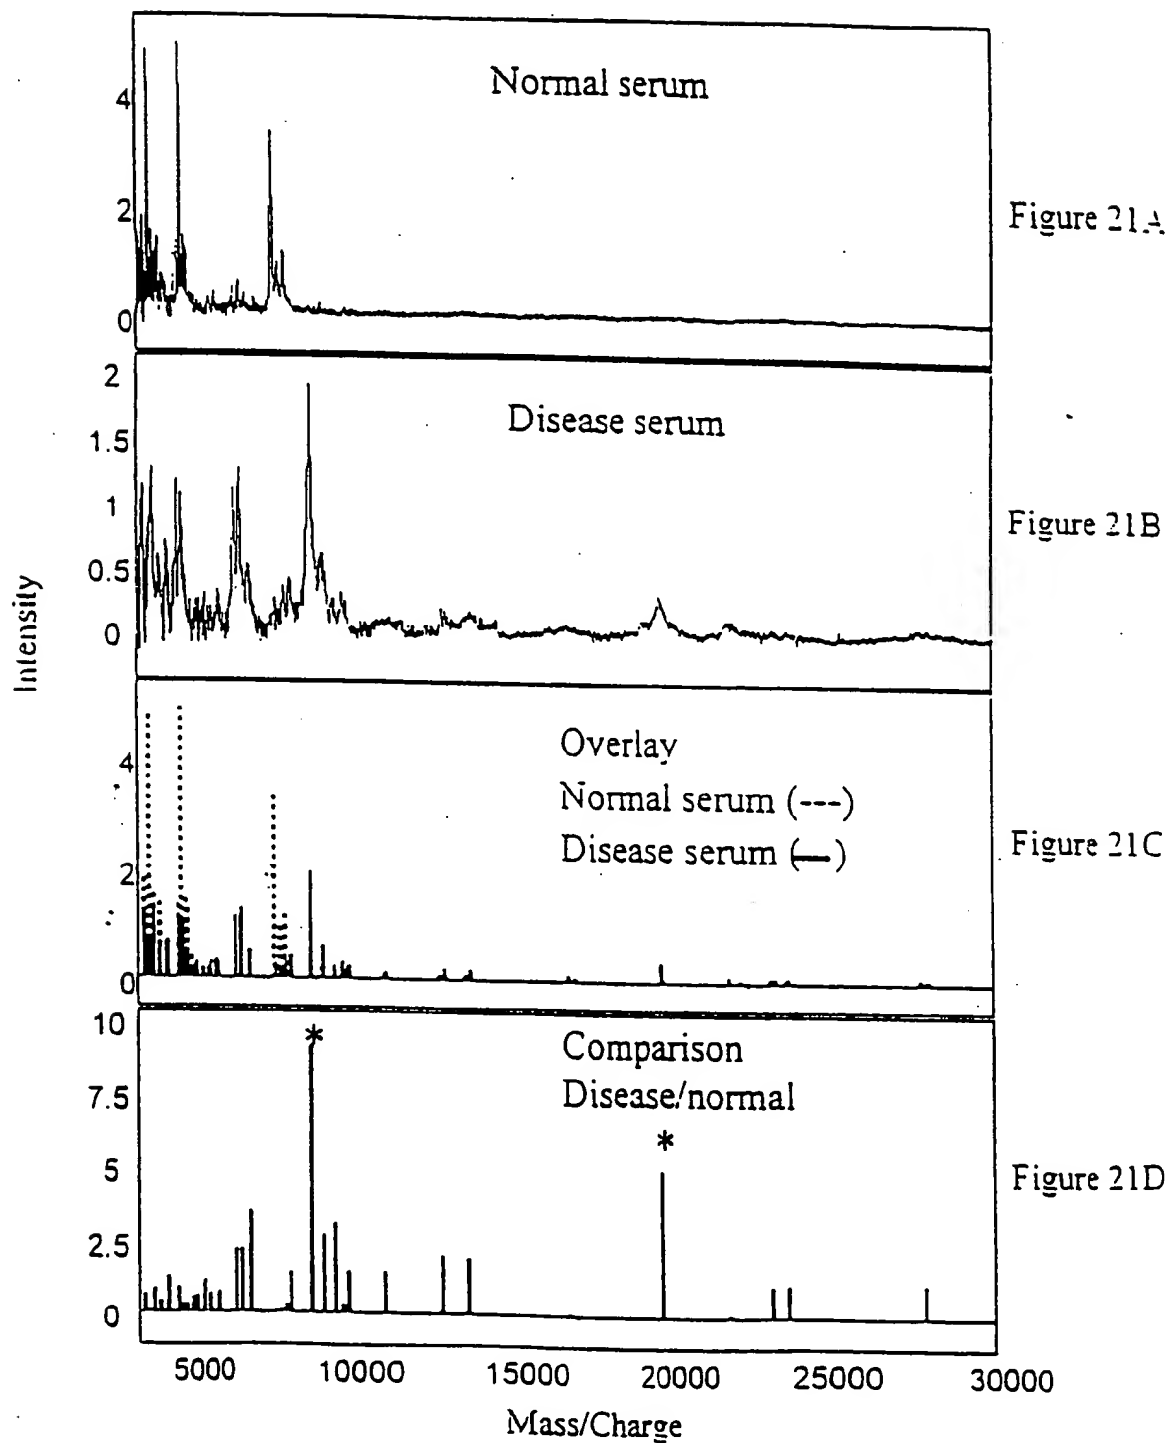 Normal serum
4
2
0
Figure 21A
Disease serum
2
1.5
1
0.5
0
Figure 21B
Intensity
Overlay
Normal serum (---)
Disease serum (—)
4
2
0
Figure 21C
Comparison
Disease/normal
*
*
10
7.5
5
2.5
0
Figure 21D
5000 10000 15000 20000 25000 30000
Mass/Charge